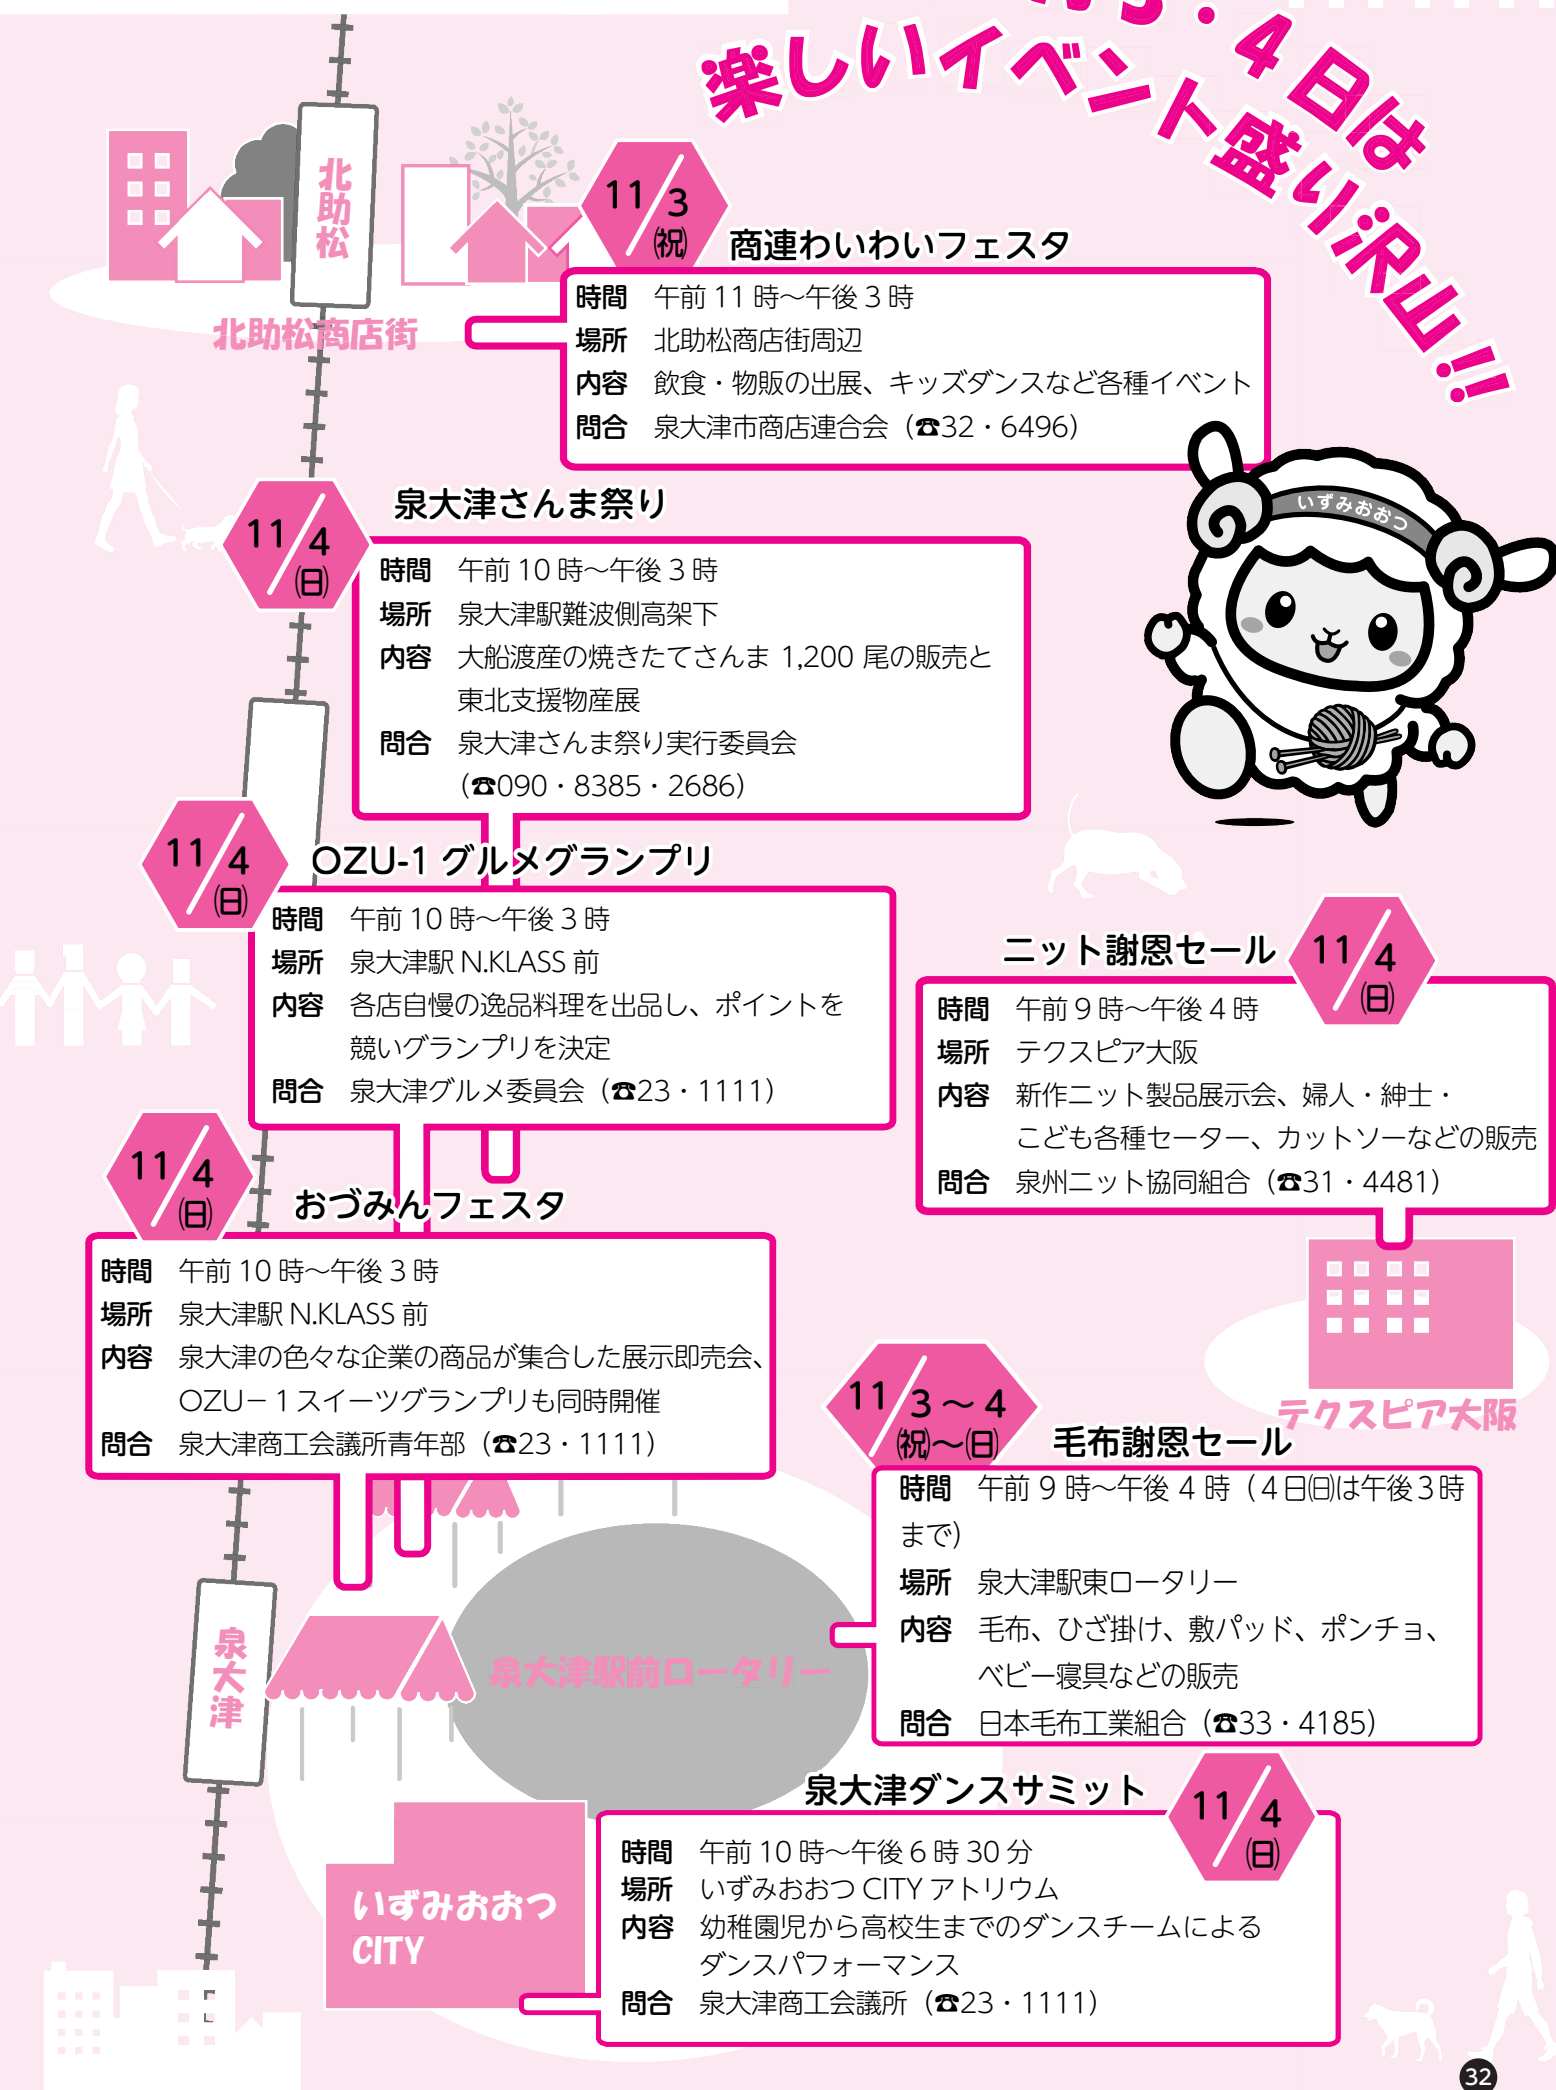 3・4日は
楽しいイベント盛り沢山!!
北助松
北助松商店街
11/3
㈷
商連わいわいフェスタ
時間 午前11時～午後3時
場所 北助松商店街周辺
内容 飲食・物販の出展、キッズダンスなど各種イベント
問合 泉大津市商店連合会（☎32・6496）
いずみおおつ
11/4
㈰
泉大津さんま祭り
時間 午前10時～午後3時
場所 泉大津駅難波側高架下
内容 大船渡産の焼きたてさんま 1,200 尾の販売と
東北支援物産展
問合 泉大津さんま祭り実行委員会
（☎090・8385・2686）
11/4
㈰
OZU-1 グルメグランプリ
時間 午前10時～午後3時
場所 泉大津駅 N.KLASS 前
内容 各店自慢の逸品料理を出品し、ポイントを
競いグランプリを決定
問合 泉大津グルメ委員会（☎23・1111）
ニット謝恩セール
11/4
㈰
時間 午前9時～午後4時
場所 テクスピア大阪
内容 新作ニット製品展示会、婦人・紳士・
こども各種セーター、カットソーなどの販売
問合 泉州ニット協同組合（☎31・4481）
テクスピア大阪
11/4
㈰
おづみんフェスタ
時間 午前10時～午後3時
場所 泉大津駅 N.KLASS 前
内容 泉大津の色々な企業の商品が集合した展示即売会、
OZU－1スイーツグランプリも同時開催
問合 泉大津商工会議所青年部（☎23・1111）
11/3～4
㈷～㈰
毛布謝恩セール
時間 午前9時～午後4時（4日㈰は午後3時
まで）
場所 泉大津駅東ロータリー
内容 毛布、ひざ掛け、敷パッド、ポンチョ、
ベビー寝具などの販売
問合 日本毛布工業組合（☎33・4185）
泉大津
泉大津駅前ロータリー
泉大津ダンスサミット
11/4
㈰
時間 午前10時～午後6時30分
場所 いずみおおつ CITY アトリウム
内容 幼稚園児から高校生までのダンスチームによる
ダンスパフォーマンス
問合 泉大津商工会議所（☎23・1111）
いずみおおつ
CITY
32